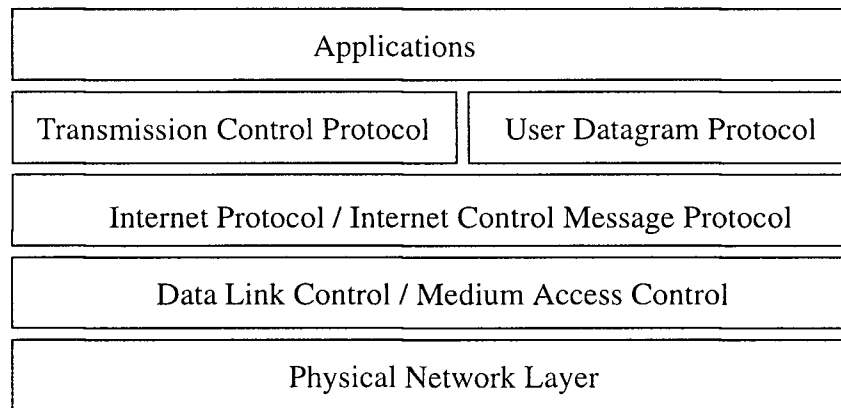 Applications
Transmission Control Protocol
User Datagram Protocol
Internet Protocol / Internet Control Message Protocol
Data Link Control / Medium Access Control
Physical Network Layer